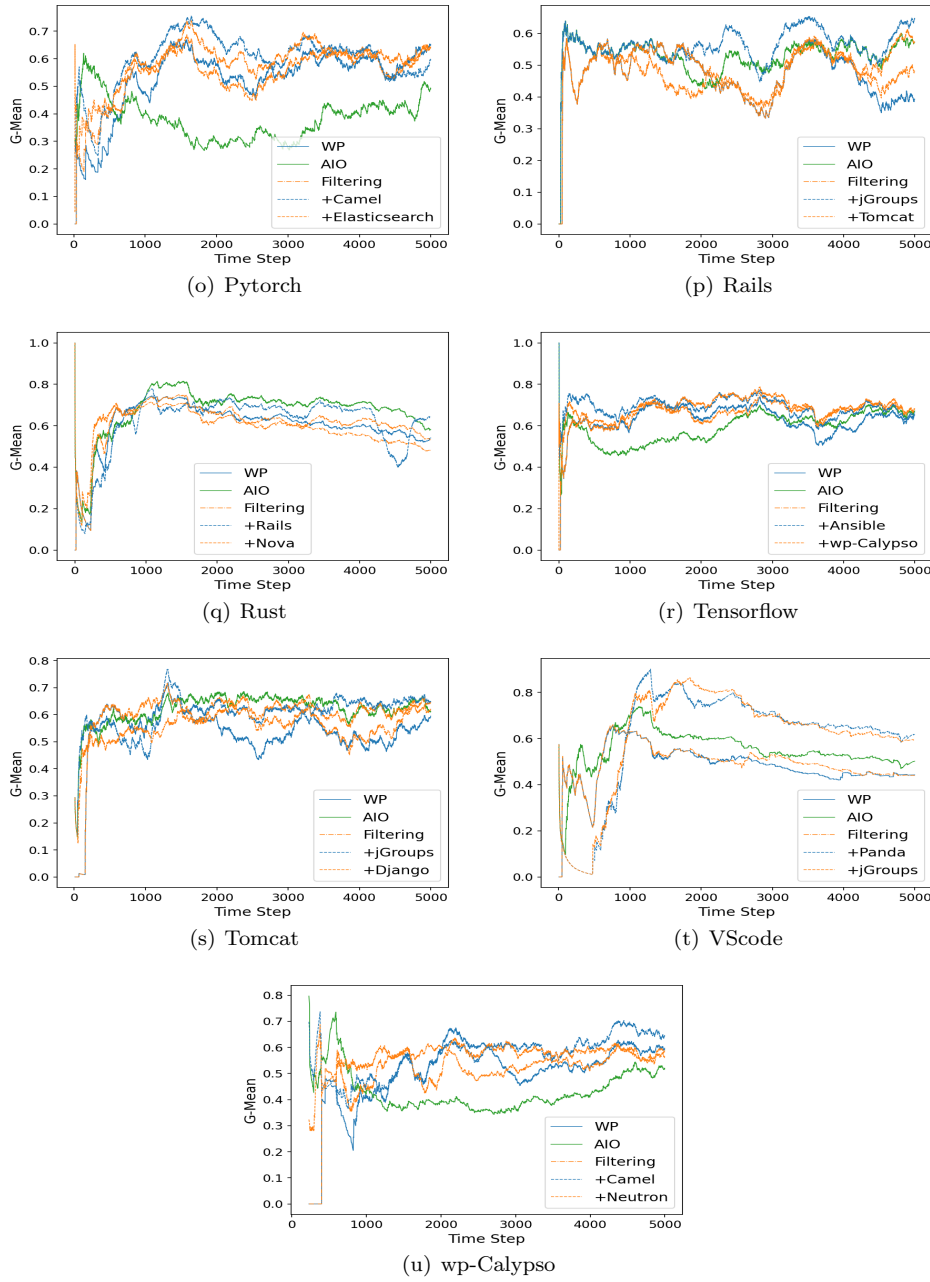 0.7
0.6
0.5
0.4
0.3
0.2
0.1
0.0
G-Mean
WP
AIO
Filtering
+Camel
+Elasticsearch
0 1000 2000 3000 4000 5000
Time Step
(o) Pytorch
0.6
0.5
0.4
0.3
0.2
0.1
0.0
G-Mean
WP
AIO
Filtering
+jGroups
+Tomcat
0 1000 2000 3000 4000 5000
Time Step
(p) Rails
1.0
0.8
0.6
0.4
0.2
0.0
G-Mean
WP
AIO
Filtering
+Rails
+Nova
0 1000 2000 3000 4000 5000
Time Step
(q) Rust
1.0
0.8
0.6
0.4
0.2
0.0
G-Mean
WP
AIO
Filtering
+Ansible
+wp-Calypso
0 1000 2000 3000 4000 5000
Time Step
(r) Tensorflow
0.8
0.7
0.6
0.5
0.4
0.3
0.2
0.1
0.0
G-Mean
WP
AIO
Filtering
+jGroups
+Django
0 1000 2000 3000 4000 5000
Time Step
(s) Tomcat
0.8
0.6
0.4
0.2
0.0
G-Mean
WP
AIO
Filtering
+Panda
+jGroups
0 1000 2000 3000 4000 5000
Time Step
(t) VScode
0.8
0.7
0.6
0.5
0.4
0.3
0.2
0.1
0.0
G-Mean
WP
AIO
Filtering
+Camel
+Neutron
0 1000 2000 3000 4000 5000
Time Step
(u) wp-Calypso